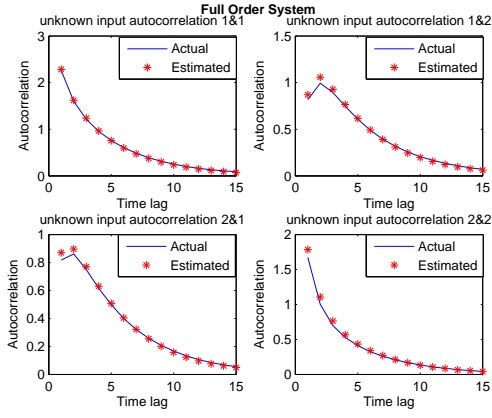 Full Order System
unknown input autocorrelation 1&1
Autocorrelation
3
2
1
0
0
5
10
15
Time lag
Actual
Estimated
unknown input autocorrelation 1&2
Autocorrelation
1.5
1
0.5
0
0
5
10
15
Time lag
Actual
Estimated
unknown input autocorrelation 2&1
Autocorrelation
1
0.8
0.6
0.4
0.2
0
0
5
10
15
Time lag
Actual
Estimated
unknown input autocorrelation 2&2
Autocorrelation
2
1.5
1
0.5
0
0
5
10
15
Time lag
Actual
Estimated